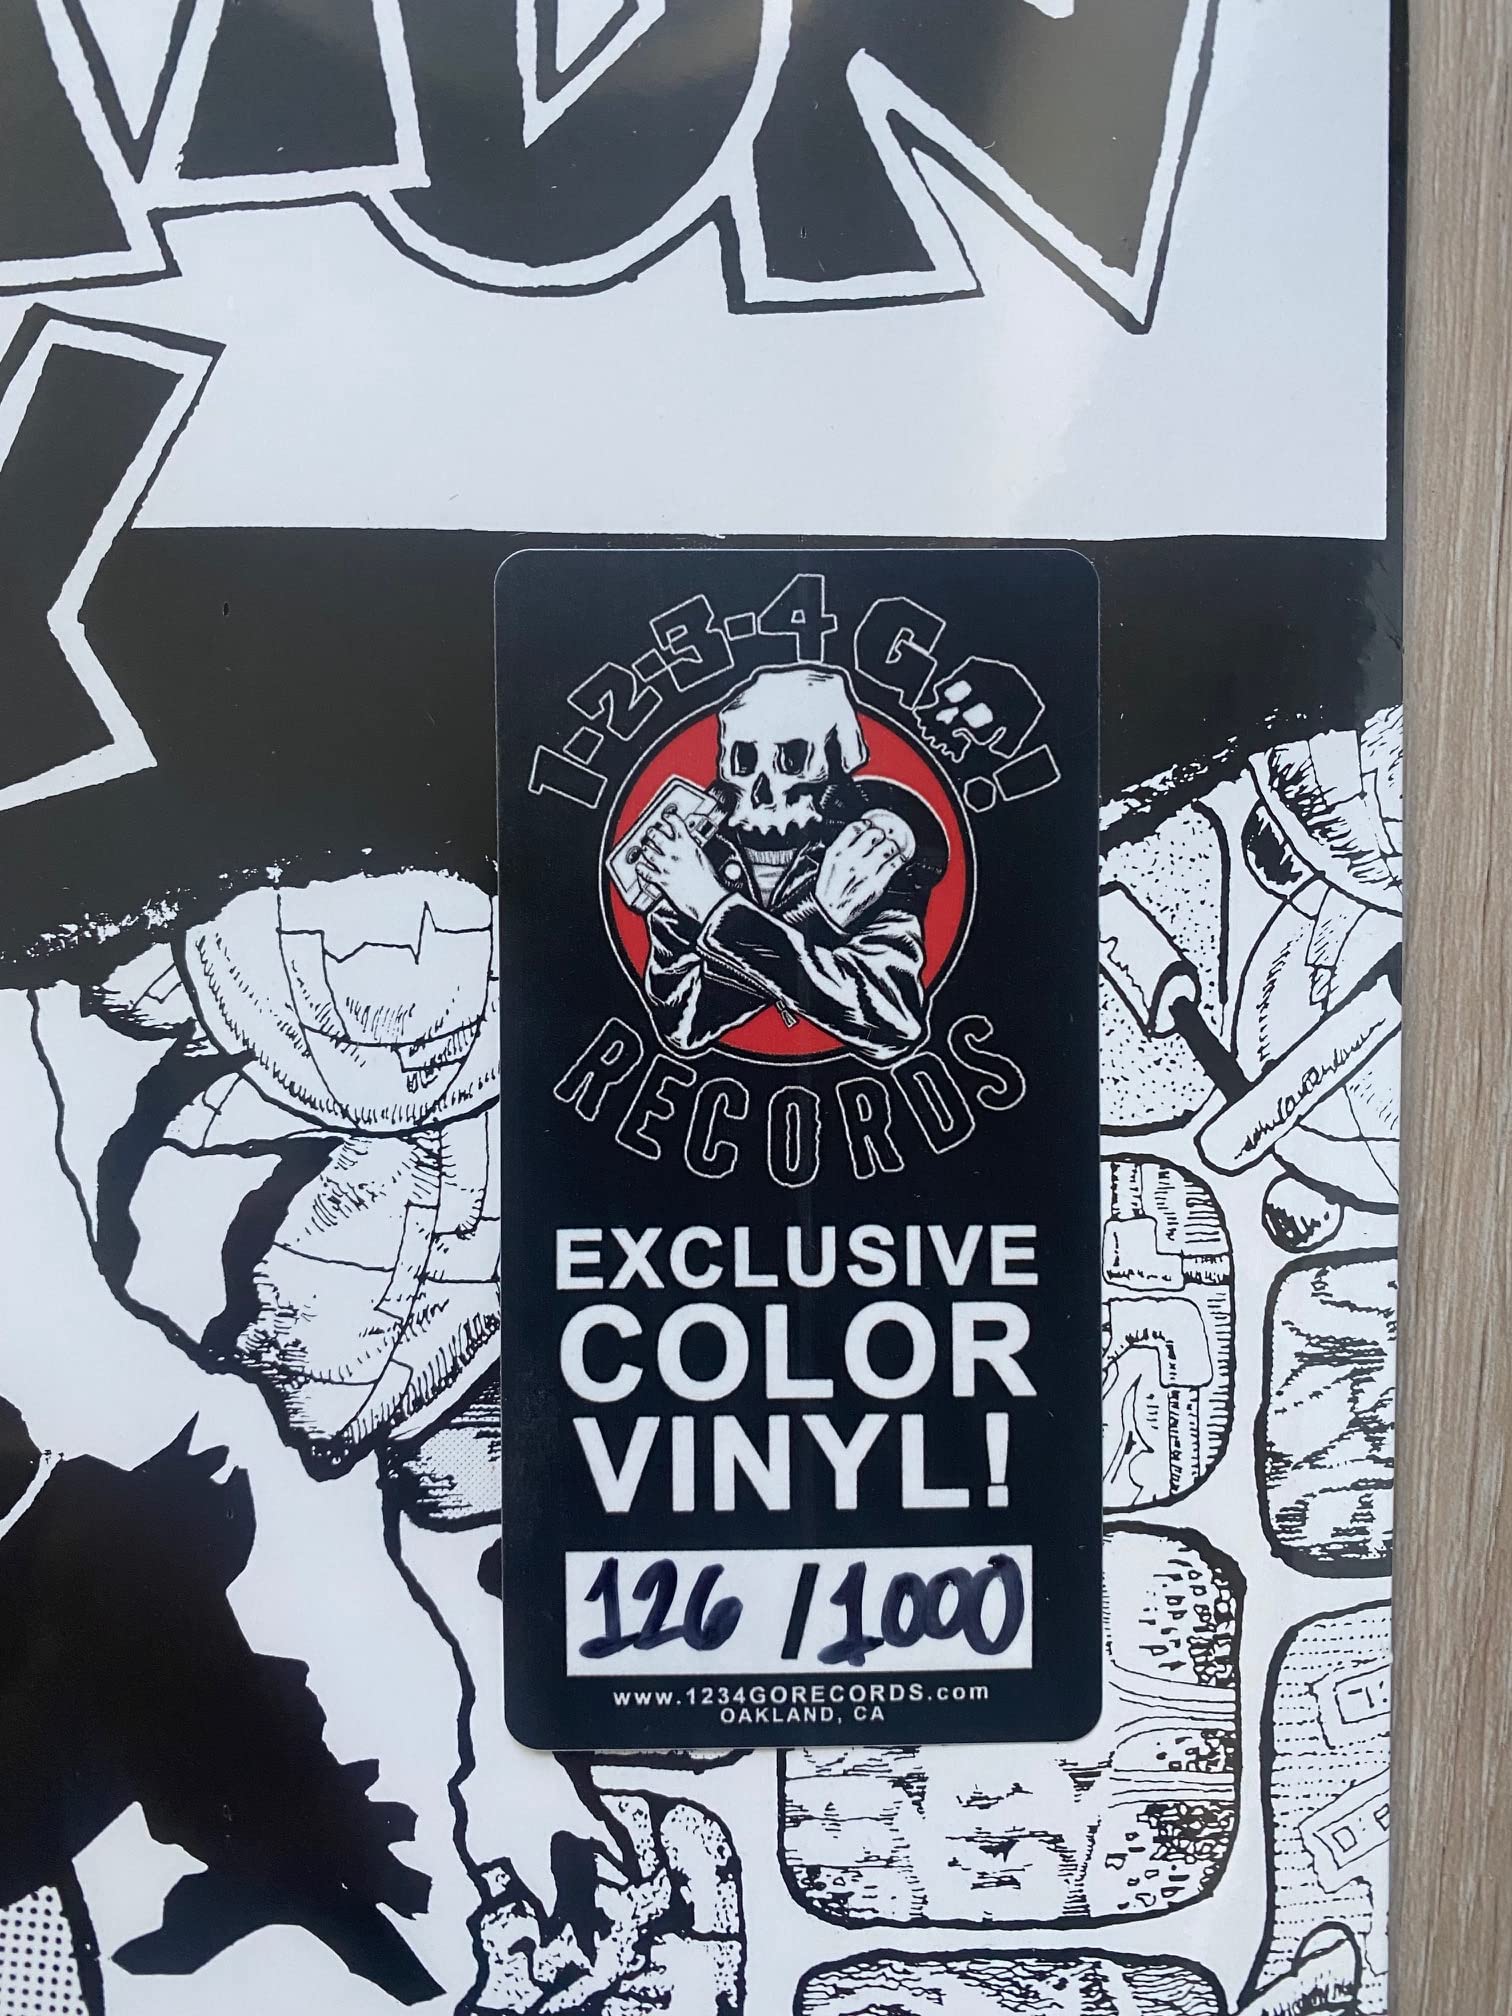 1-2-3-4 GO!
RECORDS
EXCLUSIVE
COLOR
VINYL!
126 / 1000
www.1234GORECORDS.com
OAKLAND, CA